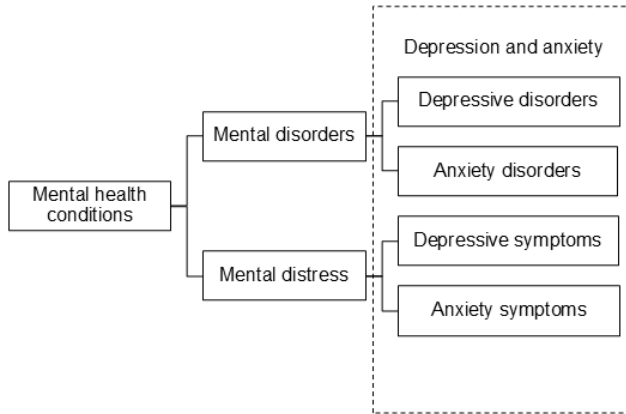 Depression and anxiety
Depressive disorders
Mental disorders
Anxiety disorders
Mental health
conditions
Depressive symptoms
Mental distress
Anxiety symptoms